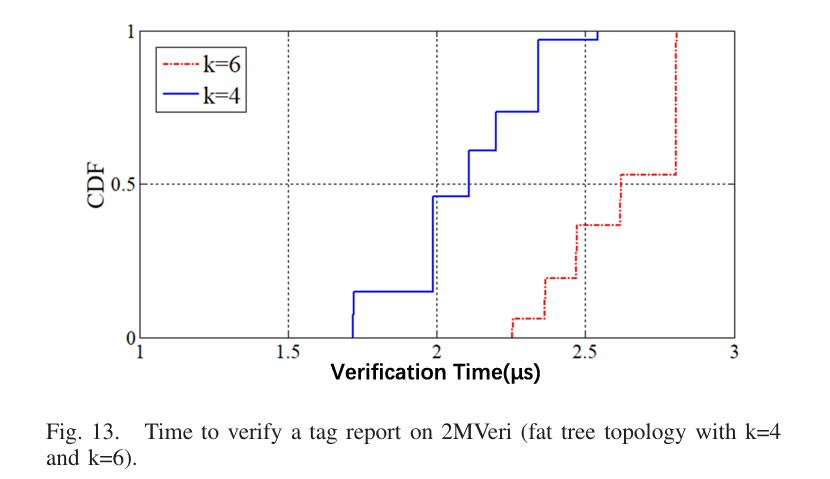 1
k=6
k=4
CDF
0.5
0
1
1.5
2
2.5
3
Verification Time(μs)
Fig. 13. Time to verify a tag report on 2MVeri (fat tree topology with k=4
and k=6).